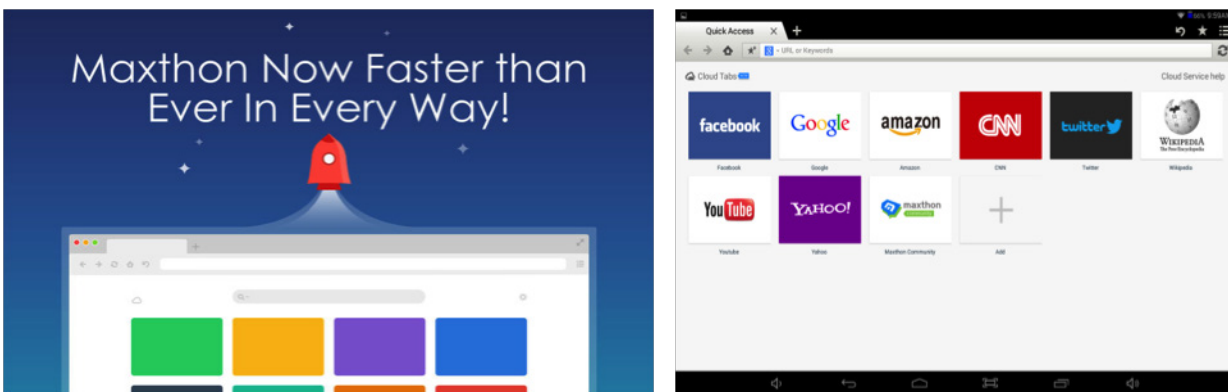 Maxthon Now Faster than
Ever In Every Way!
Quick Access
URL or Keywords
Cloud Tabs
Cloud Service help
facebook
Google
amazon
CNN
twitter
WIKIPEDIA
The Free Encyclopedia
Facebook
Google
Amazon
CNN
Twitter
Wikipedia
You Tube
YAHOO!
maxthon
Youtube
Yahoo
Maxthon Community
Add